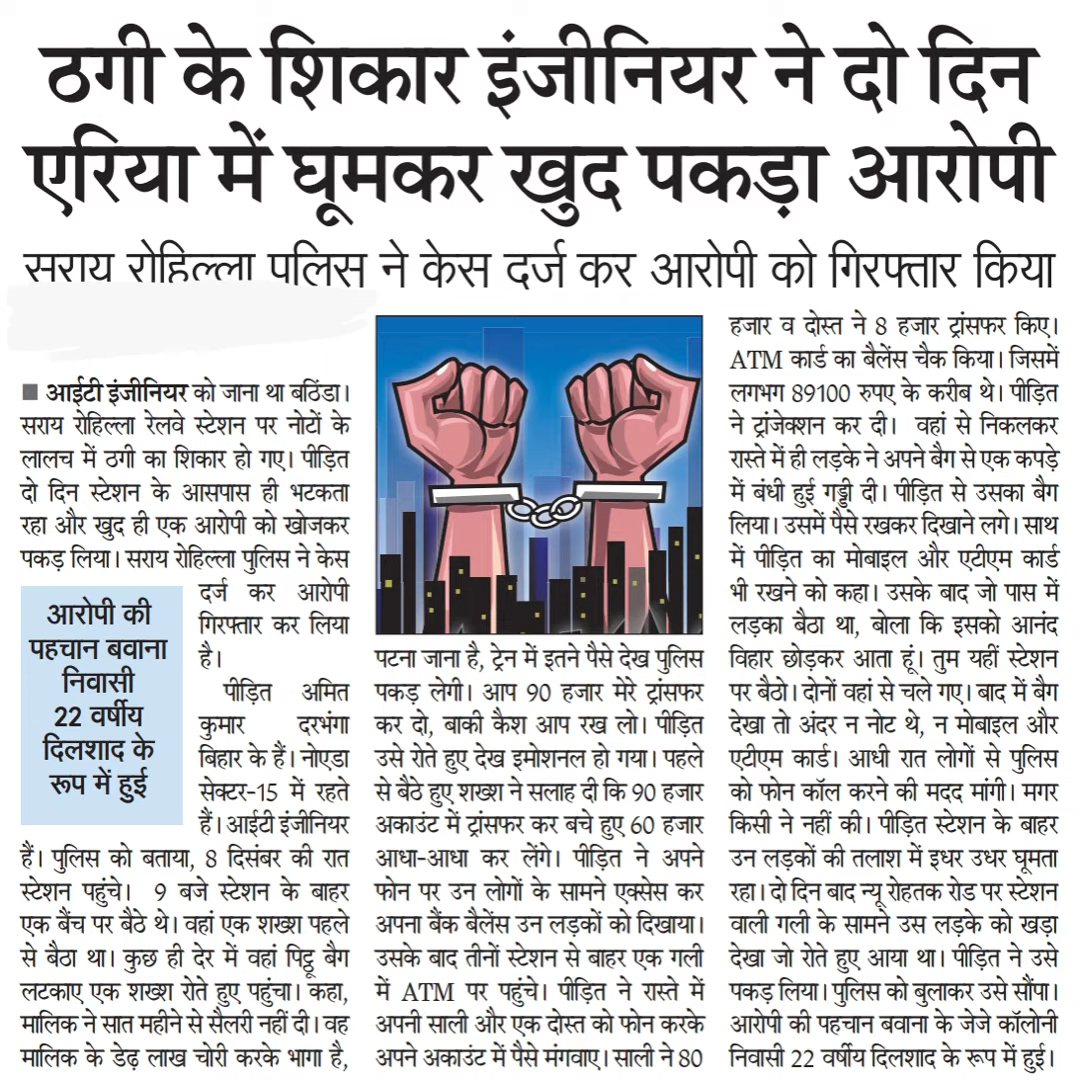 ठगी के शिकार इंजीनियर ने दो दिन
एरिया में घूमकर खुद पकड़ा आरोपी
सराय रोहिल्ला पुलिस ने केस दर्ज कर आरोपी को गिरफ्तार किया
■ आईटी इंजीनियर को जाना था बठिंडा।
सराय रोहिल्ला रेलवे स्टेशन पर नोटों के
लालच में ठगी का शिकार हो गए। पीड़ित
दो दिन स्टेशन के आसपास ही भटकता
रहा और खुद ही एक आरोपी को खोजकर
पकड़ लिया। सराय रोहिल्ला पुलिस ने केस
दर्ज कर आरोपी
गिरफ्तार कर लिया
है।
पीड़ित अमित
कुमार दरभंगा
बिहार के हैं। नोएडा
सेक्टर-15 में रहते
हैं। आईटी इंजीनियर
आरोपी की
पहचान बवाना
निवासी
22 वर्षीय
दिलशाद के
रूप में हुई
हैं। पुलिस को बताया, 8 दिसंबर की रात
स्टेशन पहुंचे। 9 बजे स्टेशन के बाहर
एक बैंच पर बैठे थे। वहां एक शख्श पहले
से बैठा था। कुछ ही देर में वहां पिट्ठू बैग
लटकाए एक शख्श रोते हुए पहुंचा। कहा,
मालिक ने सात महीने से सैलरी नहीं दी। वह
मालिक के डेढ़ लाख चोरी करके भागा है,
पटना जाना है, ट्रेन में इतने पैसे देख पुलिस
पकड़ लेगी। आप 90 हजार मेरे ट्रांसफर
कर दो, बाकी कैश आप रख लो। पीड़ित
उसे रोते हुए देख इमोशनल हो गया। पहले
से बैठे हुए शख्श ने सलाह दी कि 90 हजार
अकाउंट में ट्रांसफर कर बचे हुए 60 हजार
आधा-आधा कर लेंगे। पीड़ित ने अपने
फोन पर उन लोगों के सामने एक्सेस कर
अपना बैंक बैलेंस उन लड़कों को दिखाया।
उसके बाद तीनों स्टेशन से बाहर एक गली
में ATM पर पहुंचे। पीड़ित ने रास्ते में
अपनी साली और एक दोस्त को फोन करके
अपने अकाउंट में पैसे मंगवाए। साली ने 80
हजार व दोस्त ने 8 हजार ट्रांसफर किए।
ATM कार्ड का बैलेंस चैक किया। जिसमें
लगभग 89100 रुपए के करीब थे। पीड़ित
ने ट्रांजेक्शन कर दी। वहां से निकलकर
रास्ते में ही लड़के ने अपने बैग से एक कपड़े
में बंधी हुई गड्डी दी। पीड़ित से उसका बैग
लिया। उसमें पैसे रखकर दिखाने लगे। साथ
में पीड़ित का मोबाइल और एटीएम कार्ड
भी रखने को कहा। उसके बाद जो पास में
लड़का बैठा था, बोला कि इसको आनंद
विहार छोड़कर आता हूं। तुम यहीं स्टेशन
पर बैठो। दोनों वहां से चले गए। बाद में बैग
देखा तो अंदर न नोट थे, न मोबाइल और
एटीएम कार्ड। आधी रात लोगों से पुलिस
को फोन कॉल करने की मदद मांगी। मगर
किसी ने नहीं की। पीड़ित स्टेशन के बाहर
उन लड़कों की तलाश में इधर उधर घूमता
रहा। दो दिन बाद न्यू रोहतक रोड पर स्टेशन
वाली गली के सामने उस लड़के को खड़ा
देखा जो रोते हुए आया था। पीड़ित ने उसे
पकड़ लिया। पुलिस को बुलाकर उसे सौंपा।
आरोपी की पहचान बवाना के जेजे कॉलोनी
निवासी 22 वर्षीय दिलशाद के रूप में हुई।